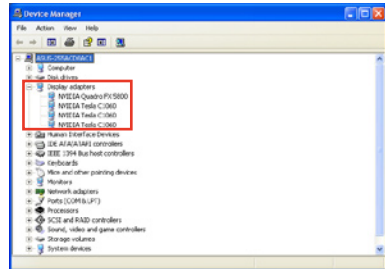 Device Manager
File Action View Help
ASUS-255ACD6AC1
Computer
Disk drives
Display adapters
NVIDIA Quadro FX 5800
NVIDIA Tesla C1060
NVIDIA Tesla C1060
NVIDIA Tesla C1060
Human Interface Devices
IDE ATA/ATAPI controllers
IEEE 1394 Bus host controllers
Keyboards
Mice and other pointing devices
Monitors
Network adapters
Ports (COM & LPT)
Processors
SCSI and RAID controllers
Sound, video and game controllers
Storage volumes
System devices